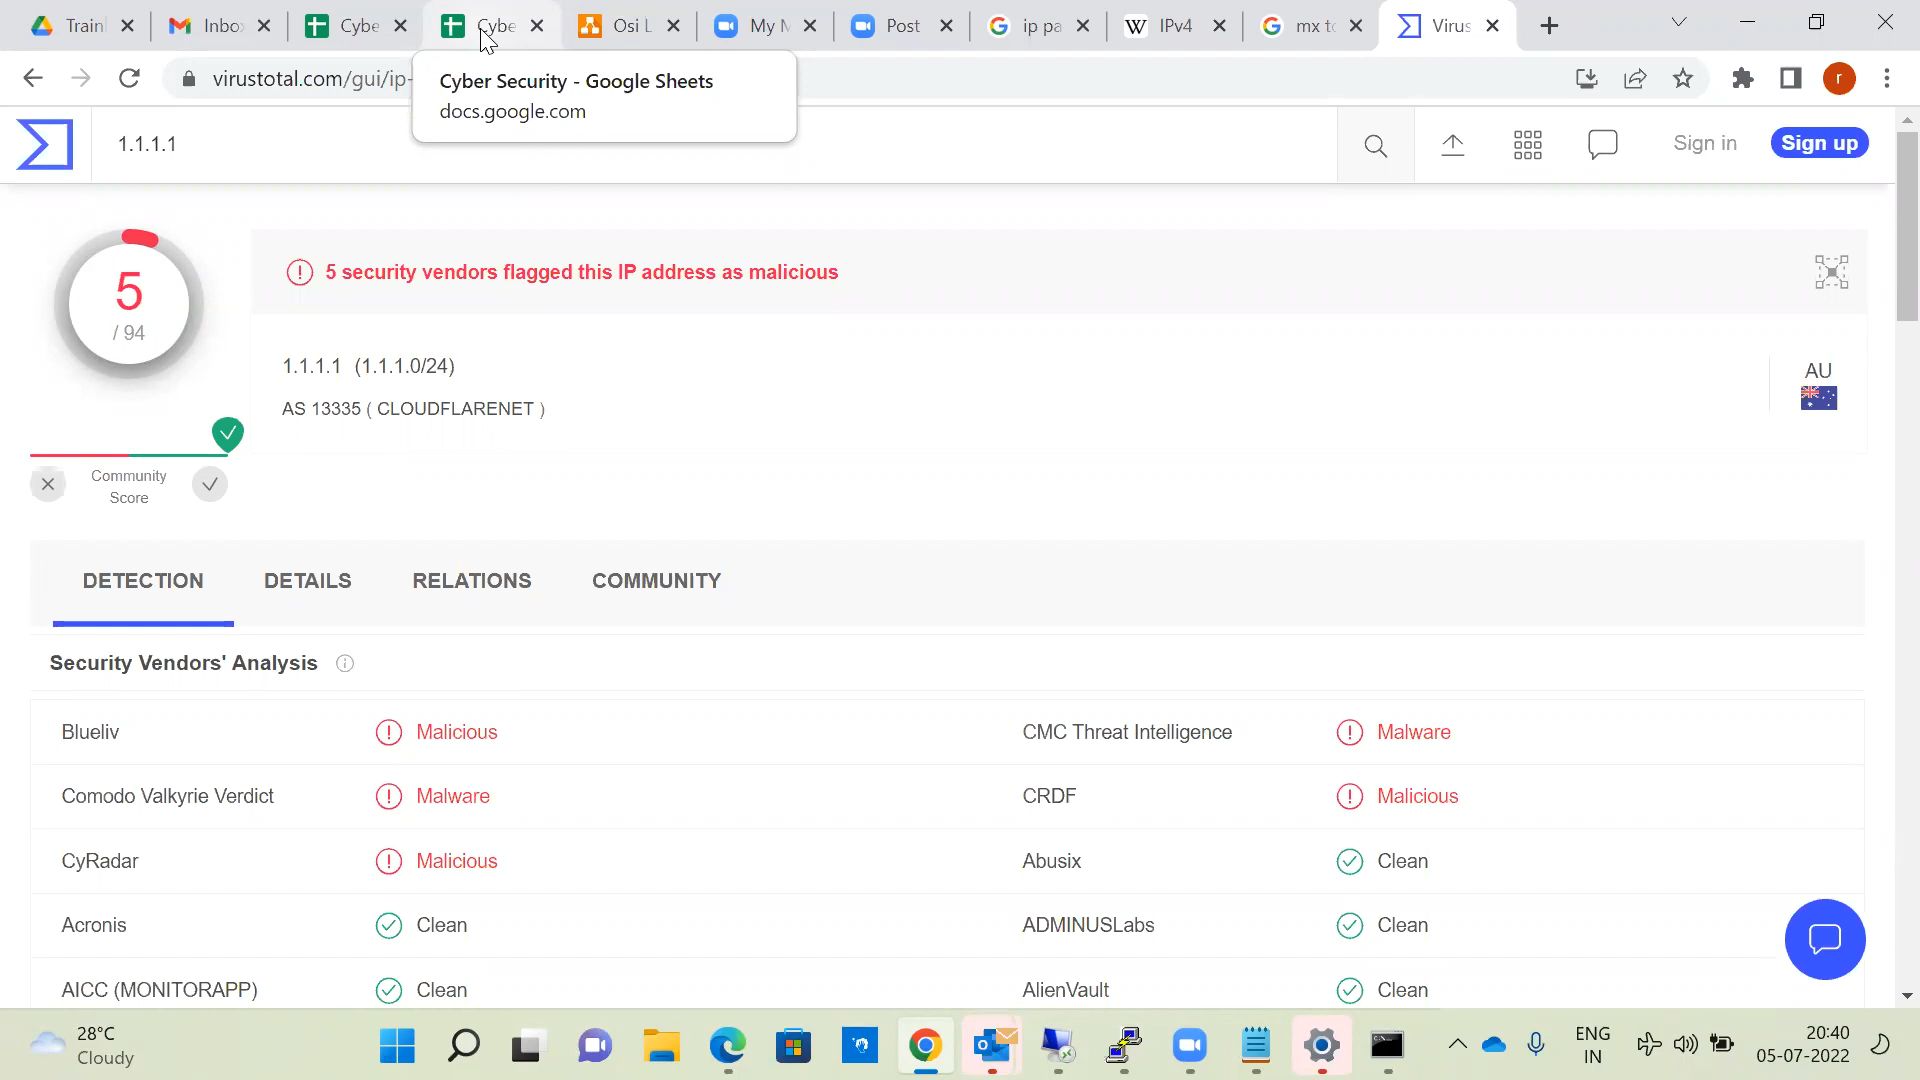 Traini
Inbo
Cybe
Cybe
Osi L
My M
Post
G ip pa
W IPv4
G mx to
Virus
virustotal.com/gui/ip-
Cyber Security - Google Sheets
docs.google.com
r
1.1.1.1
Sign in
Sign up
5
/ 94
5 security vendors flagged this IP address as malicious
1.1.1.1 (1.1.1.0/24)
AS 13335 ( CLOUDFLARENET )
AU
Community
Score
DETECTION
DETAILS
RELATIONS
COMMUNITY
Security Vendors' Analysis
Blueliv
Malicious
CMC Threat Intelligence
Malware
Comodo Valkyrie Verdict
Malware
CRDF
Malicious
CyRadar
Malicious
Abusix
Clean
Acronis
Clean
ADMINUSLabs
Clean
AICC (MONITORAPP)
Clean
AlienVault
Clean
28°C
Cloudy
ENG
IN
20:40
05-07-2022